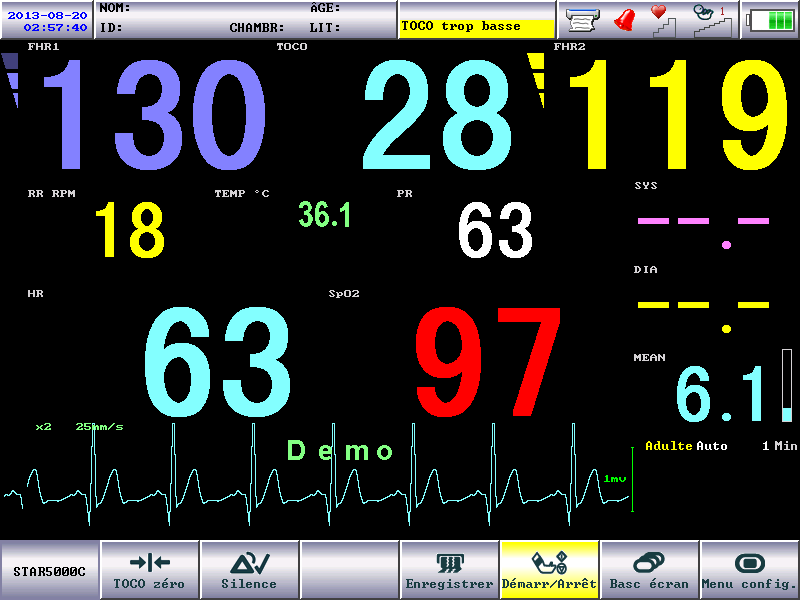 2013-08-20
02:57:40
NOM:
AGE:
ID:
CHAMBR:
LIT:
TOCO trop basse
1
FHR1
TOCO
FHR2
130
28
119
RR RPM
TEMP °C
PR
SYS
18
36.1
63
--.-
DIA
--.-
HR
SpO2
63
97
MEAN
6.1
x2
25mm/s
Demo
Adulte Auto
1 Min
1mv
STAR5000C
TOCO zéro
Silence
Enregistrer
Démarr/Arrêt
Basc écran
Menu config.